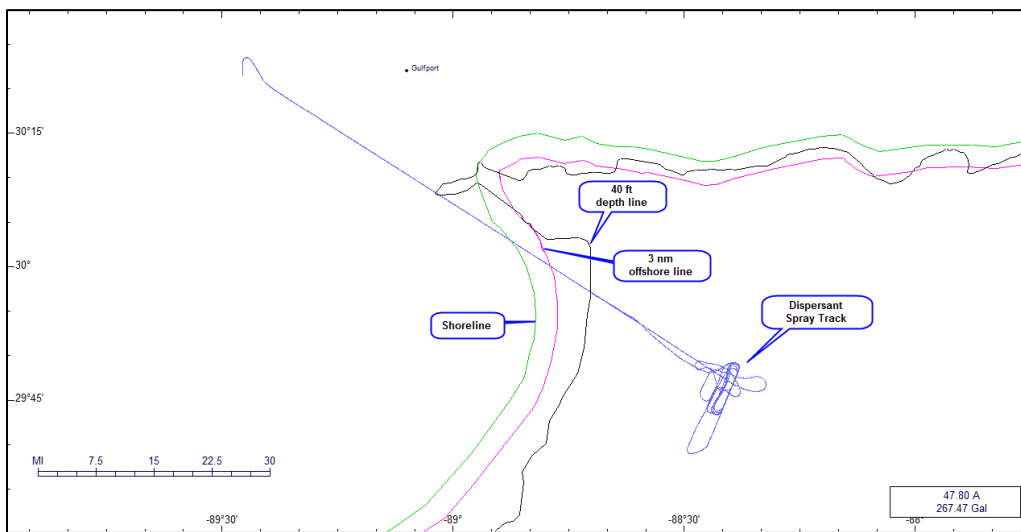 Gulfport
30°15'
40 ft
depth line
30°
3 nm
offshore line
Dispersant
Spray Track
Shoreline
29°45'
MI 7.5 15 22.5 30
47.80 A
267.47 Gal
-89°30' -89° -88°30' -88°